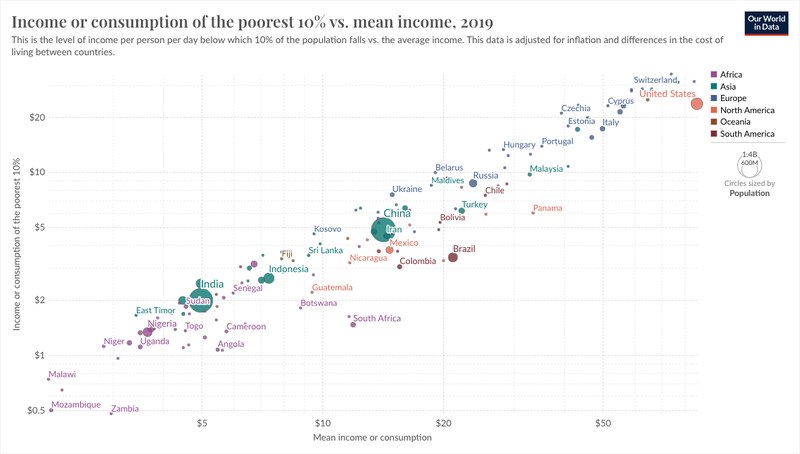 Income or consumption of the poorest 10% vs. mean income, 2019
Our World
in Data
This is the level of income per person per day below which 10% of the population falls vs. the average income. This data is adjusted for inflation and differences in the cost of
living between countries.
Africa
Asia
Europe
North America
Oceania
South America
1:4B
600M
Circles sized by
Population
Income or consumption of the poorest 10%
$20
$10
$5
$2
$1
$0.5
Switzerland
United States
Czechia
Cyprus
Estonia
Italy
Hungary
Portugal
Belarus
Malaysia
Maldives
Russia
Ukraine
Chile
Turkey
Panama
China
Bolivia
Kosovo
Iran
Mexico
Sri Lanka
Fiji
Brazil
Nicaragua
Colombia
Indonesia
India
Senegal
Guatemala
Sudan
Botswana
East Timor
Nigeria
Togo
Cameroon
South Africa
Niger
Uganda
Angola
Malawi
Mozambique
Zambia
$5
$10
$20
$50
Mean income or consumption